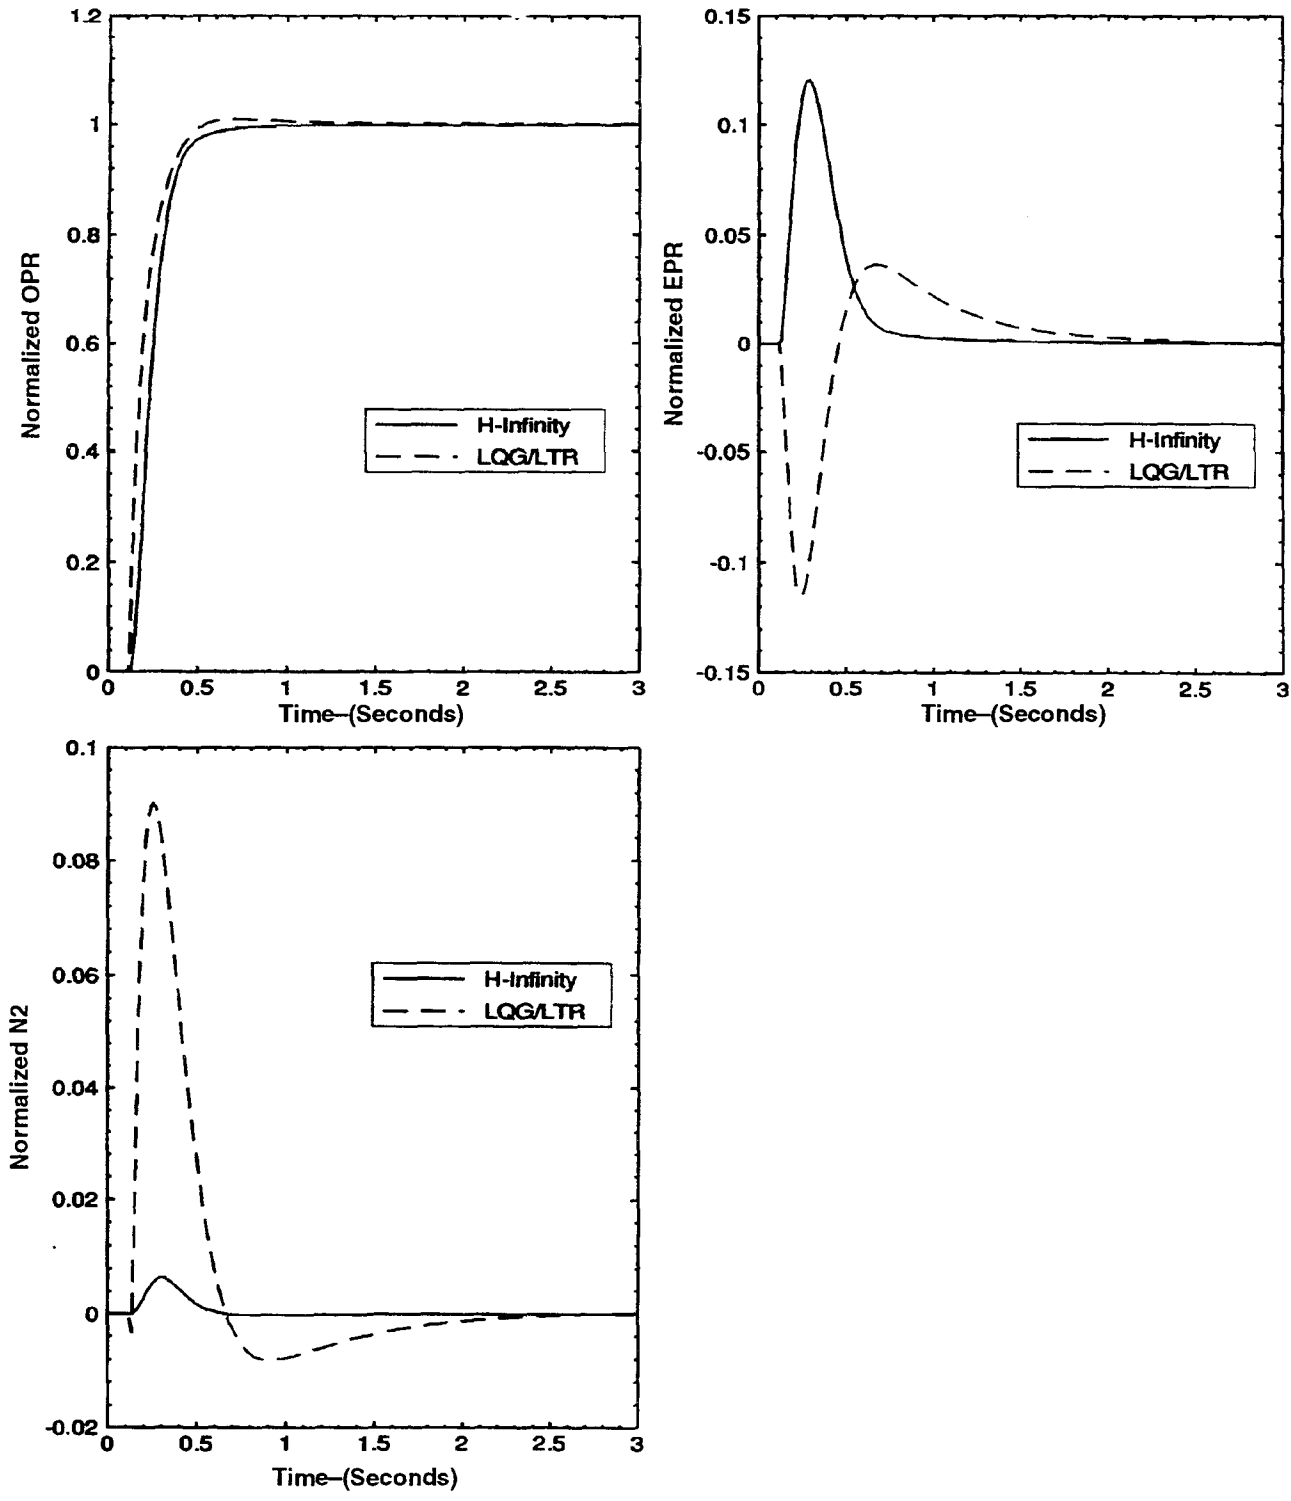 1.2
1
0.8
0.6
0.4
0.2
0
Normalized OPR
H-Infinity
LQG/LTR
0 0.5 1 1.5 2 2.5 3
Time–(Seconds)
0.15
0.1
0.05
0
-0.05
-0.1
-0.15
Normalized EPR
H-Infinity
LQG/LTR
0 0.5 1 1.5 2 2.5 3
Time–(Seconds)
0.1
0.08
0.06
0.04
0.02
0
-0.02
Normalized N2
H-Infinity
LQG/LTR
0 0.5 1 1.5 2 2.5 3
Time–(Seconds)